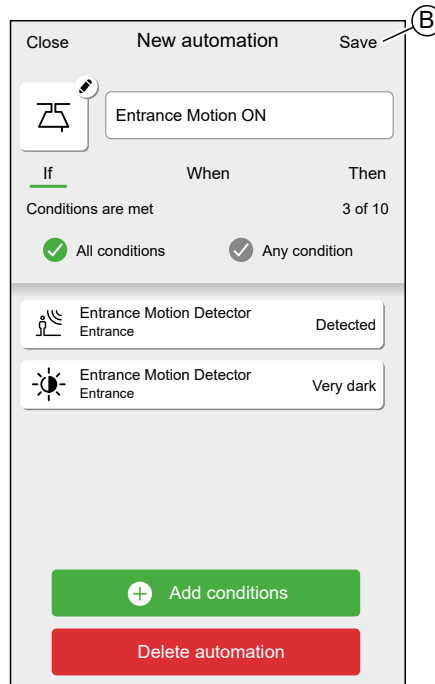 Close New automation Save
B
Entrance Motion ON
If When Then
Conditions are met 3 of 10
All conditions Any condition
Entrance Motion Detector
Entrance
Detected
Entrance Motion Detector
Entrance
Very dark
Add conditions
Delete automation